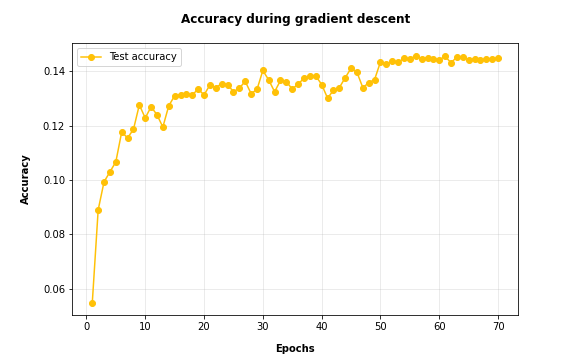 Accuracy during gradient descent
Test accuracy
0.14
0.12
0.10
0.08
0.06
Accuracy
0 10 20 30 40 50 60 70
Epochs